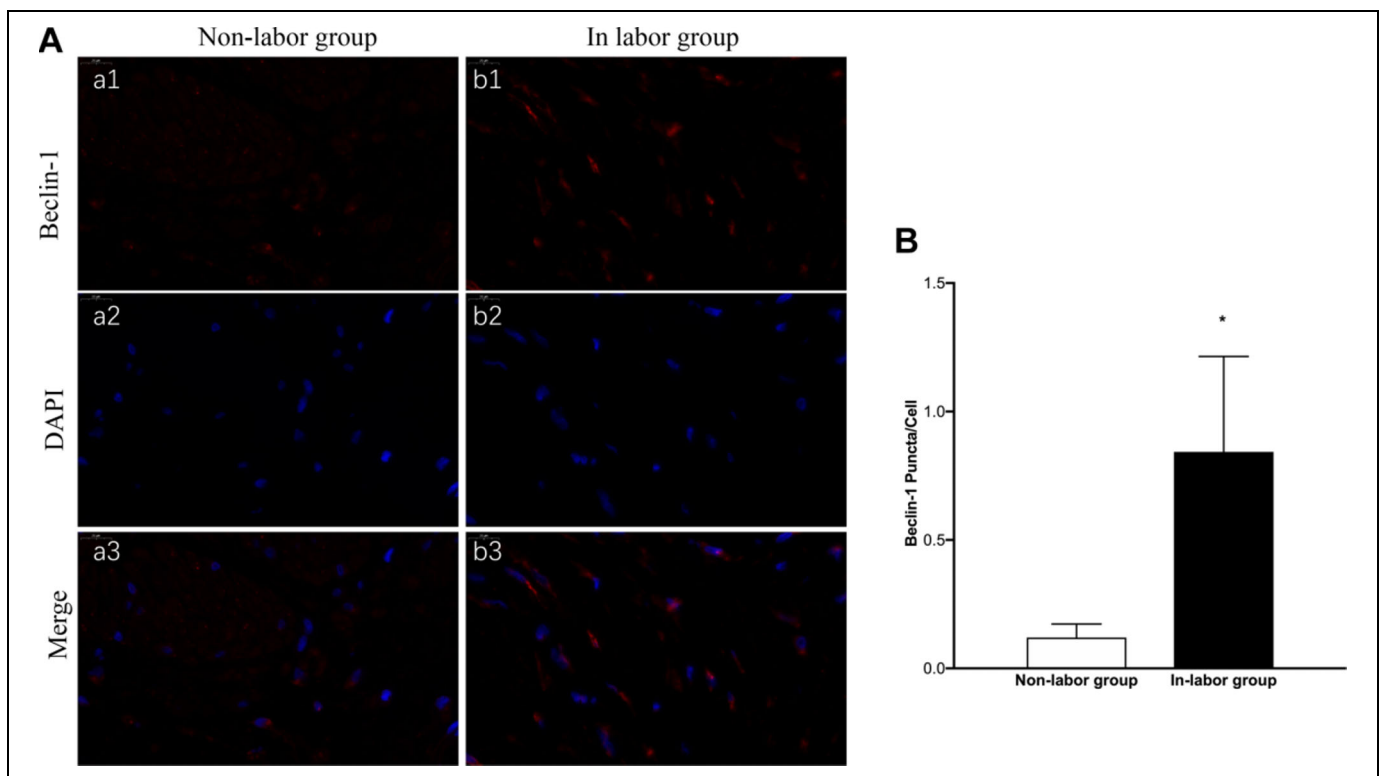 A
Non-labor group
In labor group
Beclin-1
a1
b1
DAPI
a2
b2
Merge
a3
b3
B
Beclin-1 Puncta/Cell
1.5
1.0
0.5
0.0
*
Non-labor group
In-labor group